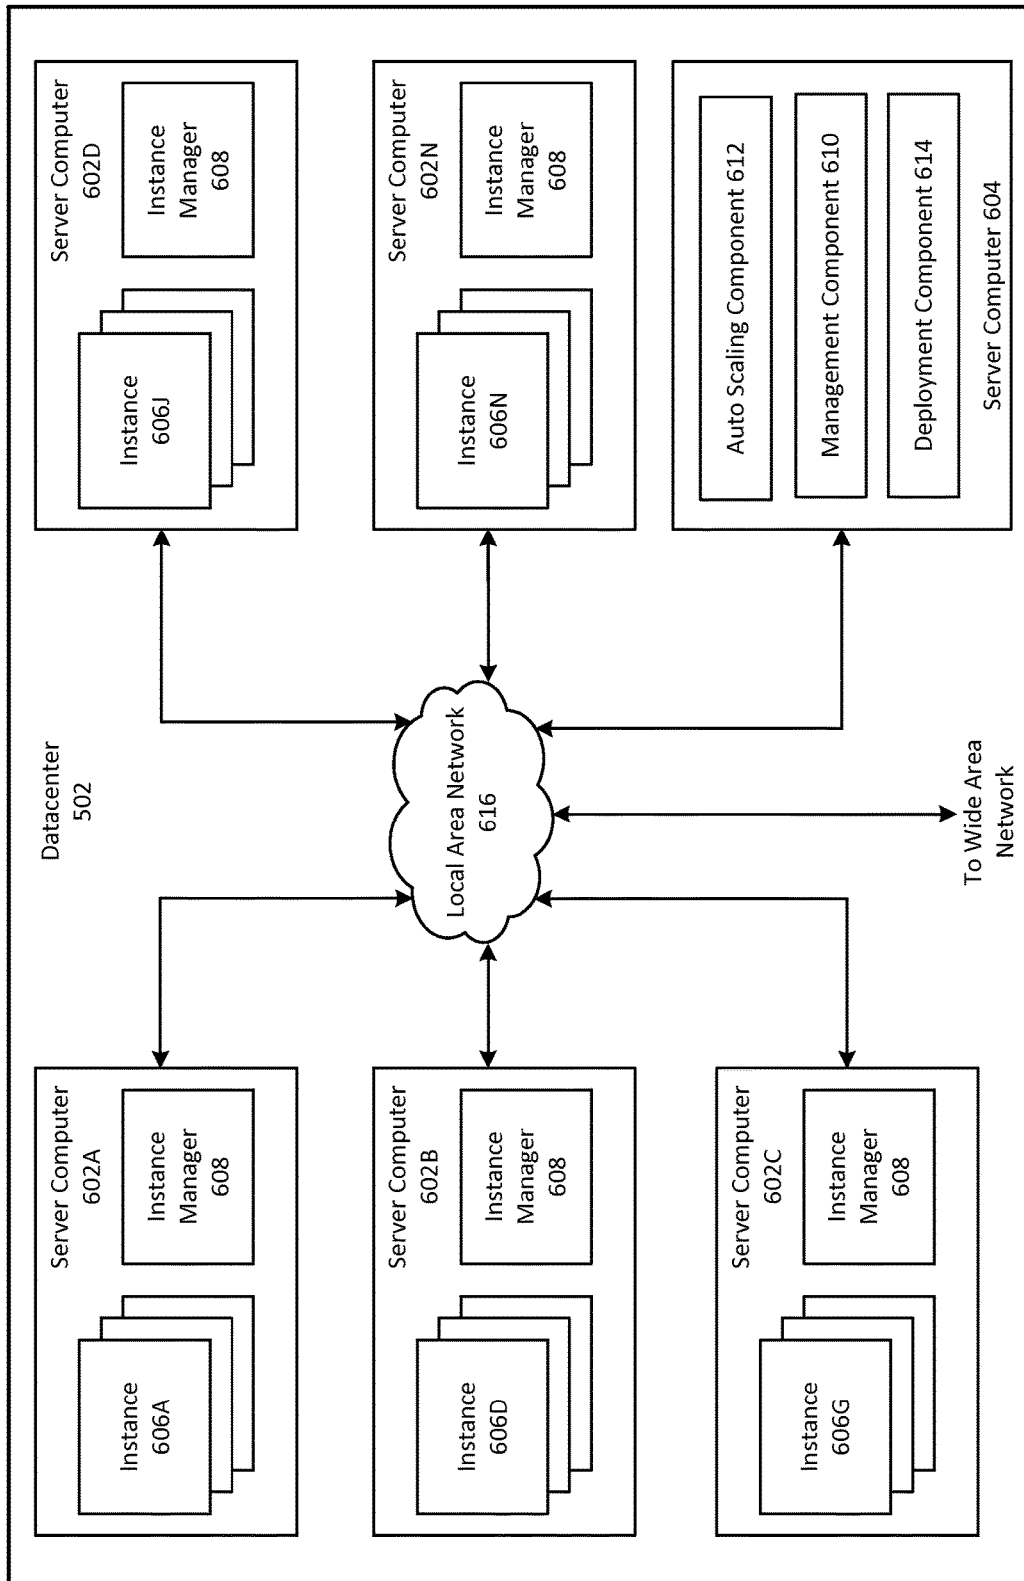 Datacenter
502
Server Computer
602A
Instance
606A
Instance
Manager
608
Server Computer
602B
Instance
606D
Instance
Manager
608
Server Computer
602C
Instance
606G
Instance
Manager
608
Local Area Network
616
To Wide Area
Network
Server Computer
602D
Instance
606J
Instance
Manager
608
Server Computer
602N
Instance
606N
Instance
Manager
608
Auto Scaling Component 612
Management Component 610
Deployment Component 614
Server Computer 604